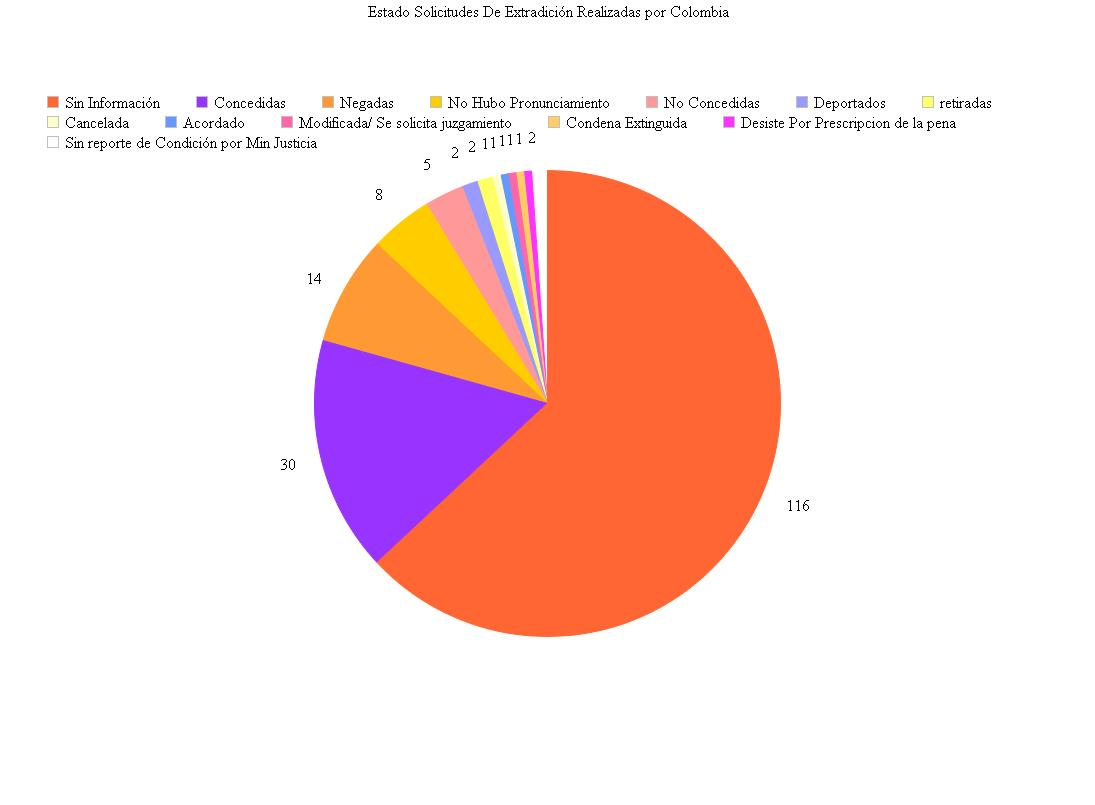 Estado Solicitudes De Extradición Realizadas por Colombia
Sin Información Concedidas Negadas No Hubo Pronunciamiento No Concedidas Deportados retiradas
Cancelada Acordado Modificada/ Se solicita juzgamiento Condena Extinguida Desiste Por Prescripcion de la pena
Sin reporte de Condición por Min Justicia
5 2 2 1 1 1 1 1 2
8
14
30
116